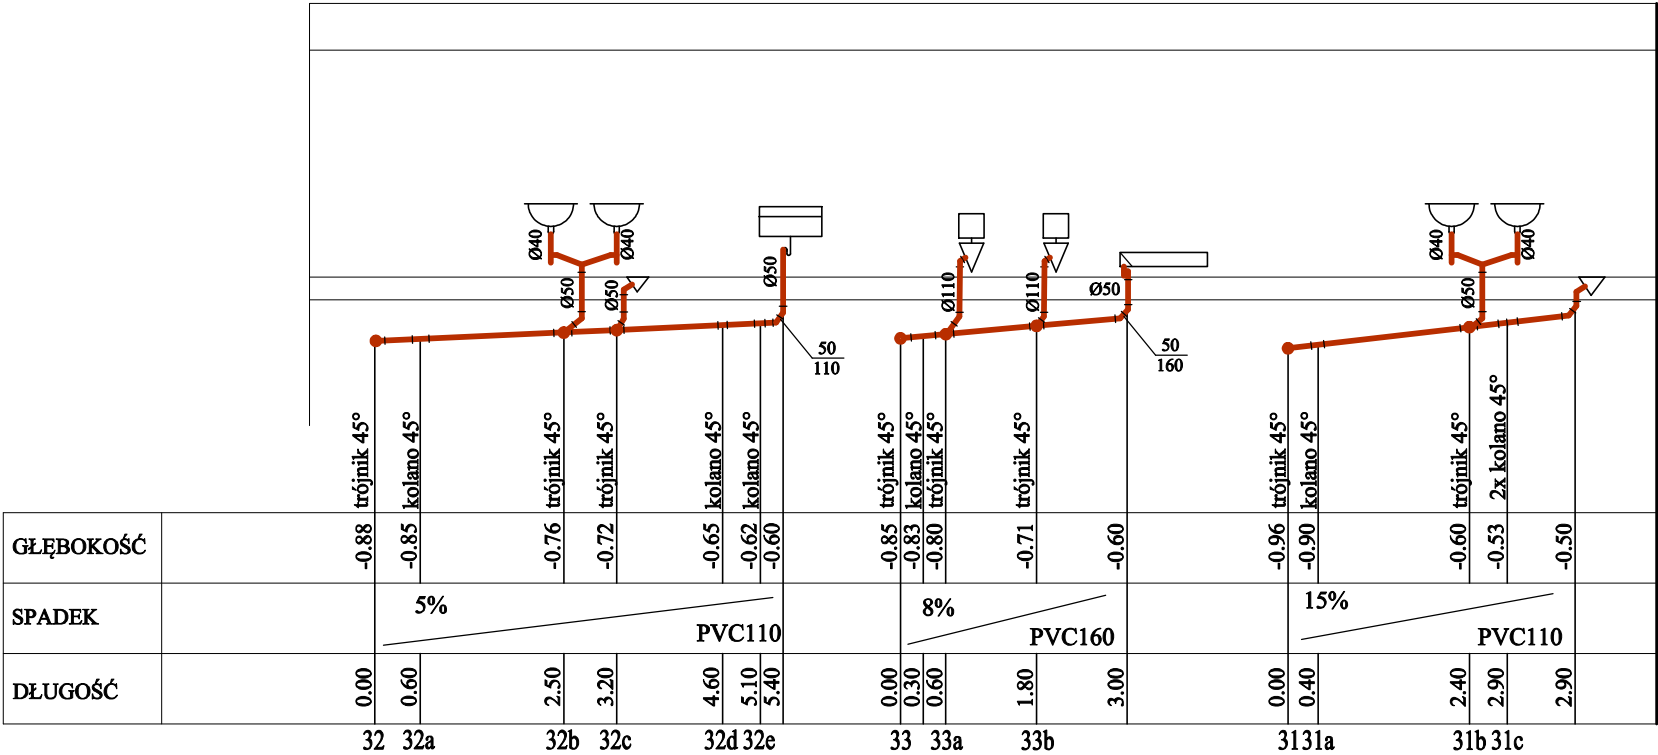 Ø40 Ø40 Ø40 Ø40
Ø50 Ø50 Ø50 Ø110 Ø110 Ø50 Ø50
50
110
50
160
trójnik 45° kolano 45° trójnik 45° trójnik 45° kolano 45° kolano 45° trójnik 45° kolano 45° trójnik 45° trójnik 45° trójnik 45° kolano 45° trójnik 45° 2x kolano 45°
GŁĘBOKOŚĆ -0.88 -0.85 -0.76 -0.72 -0.65 -0.62 -0.60 -0.85 -0.83 -0.80 -0.71 -0.60 -0.96 -0.90 -0.60 -0.53 -0.50
SPADEK 5% PVC110 8% PVC160 15% PVC110
DŁUGOŚĆ 0.00 0.60 2.50 3.20 4.60 5.10 5.40 0.00 0.30 0.60 1.80 3.00 0.00 0.40 2.40 2.90 2.90
32 32a 32b 32c 32d 32e 33 33a 33b 31 31a 31b 31c